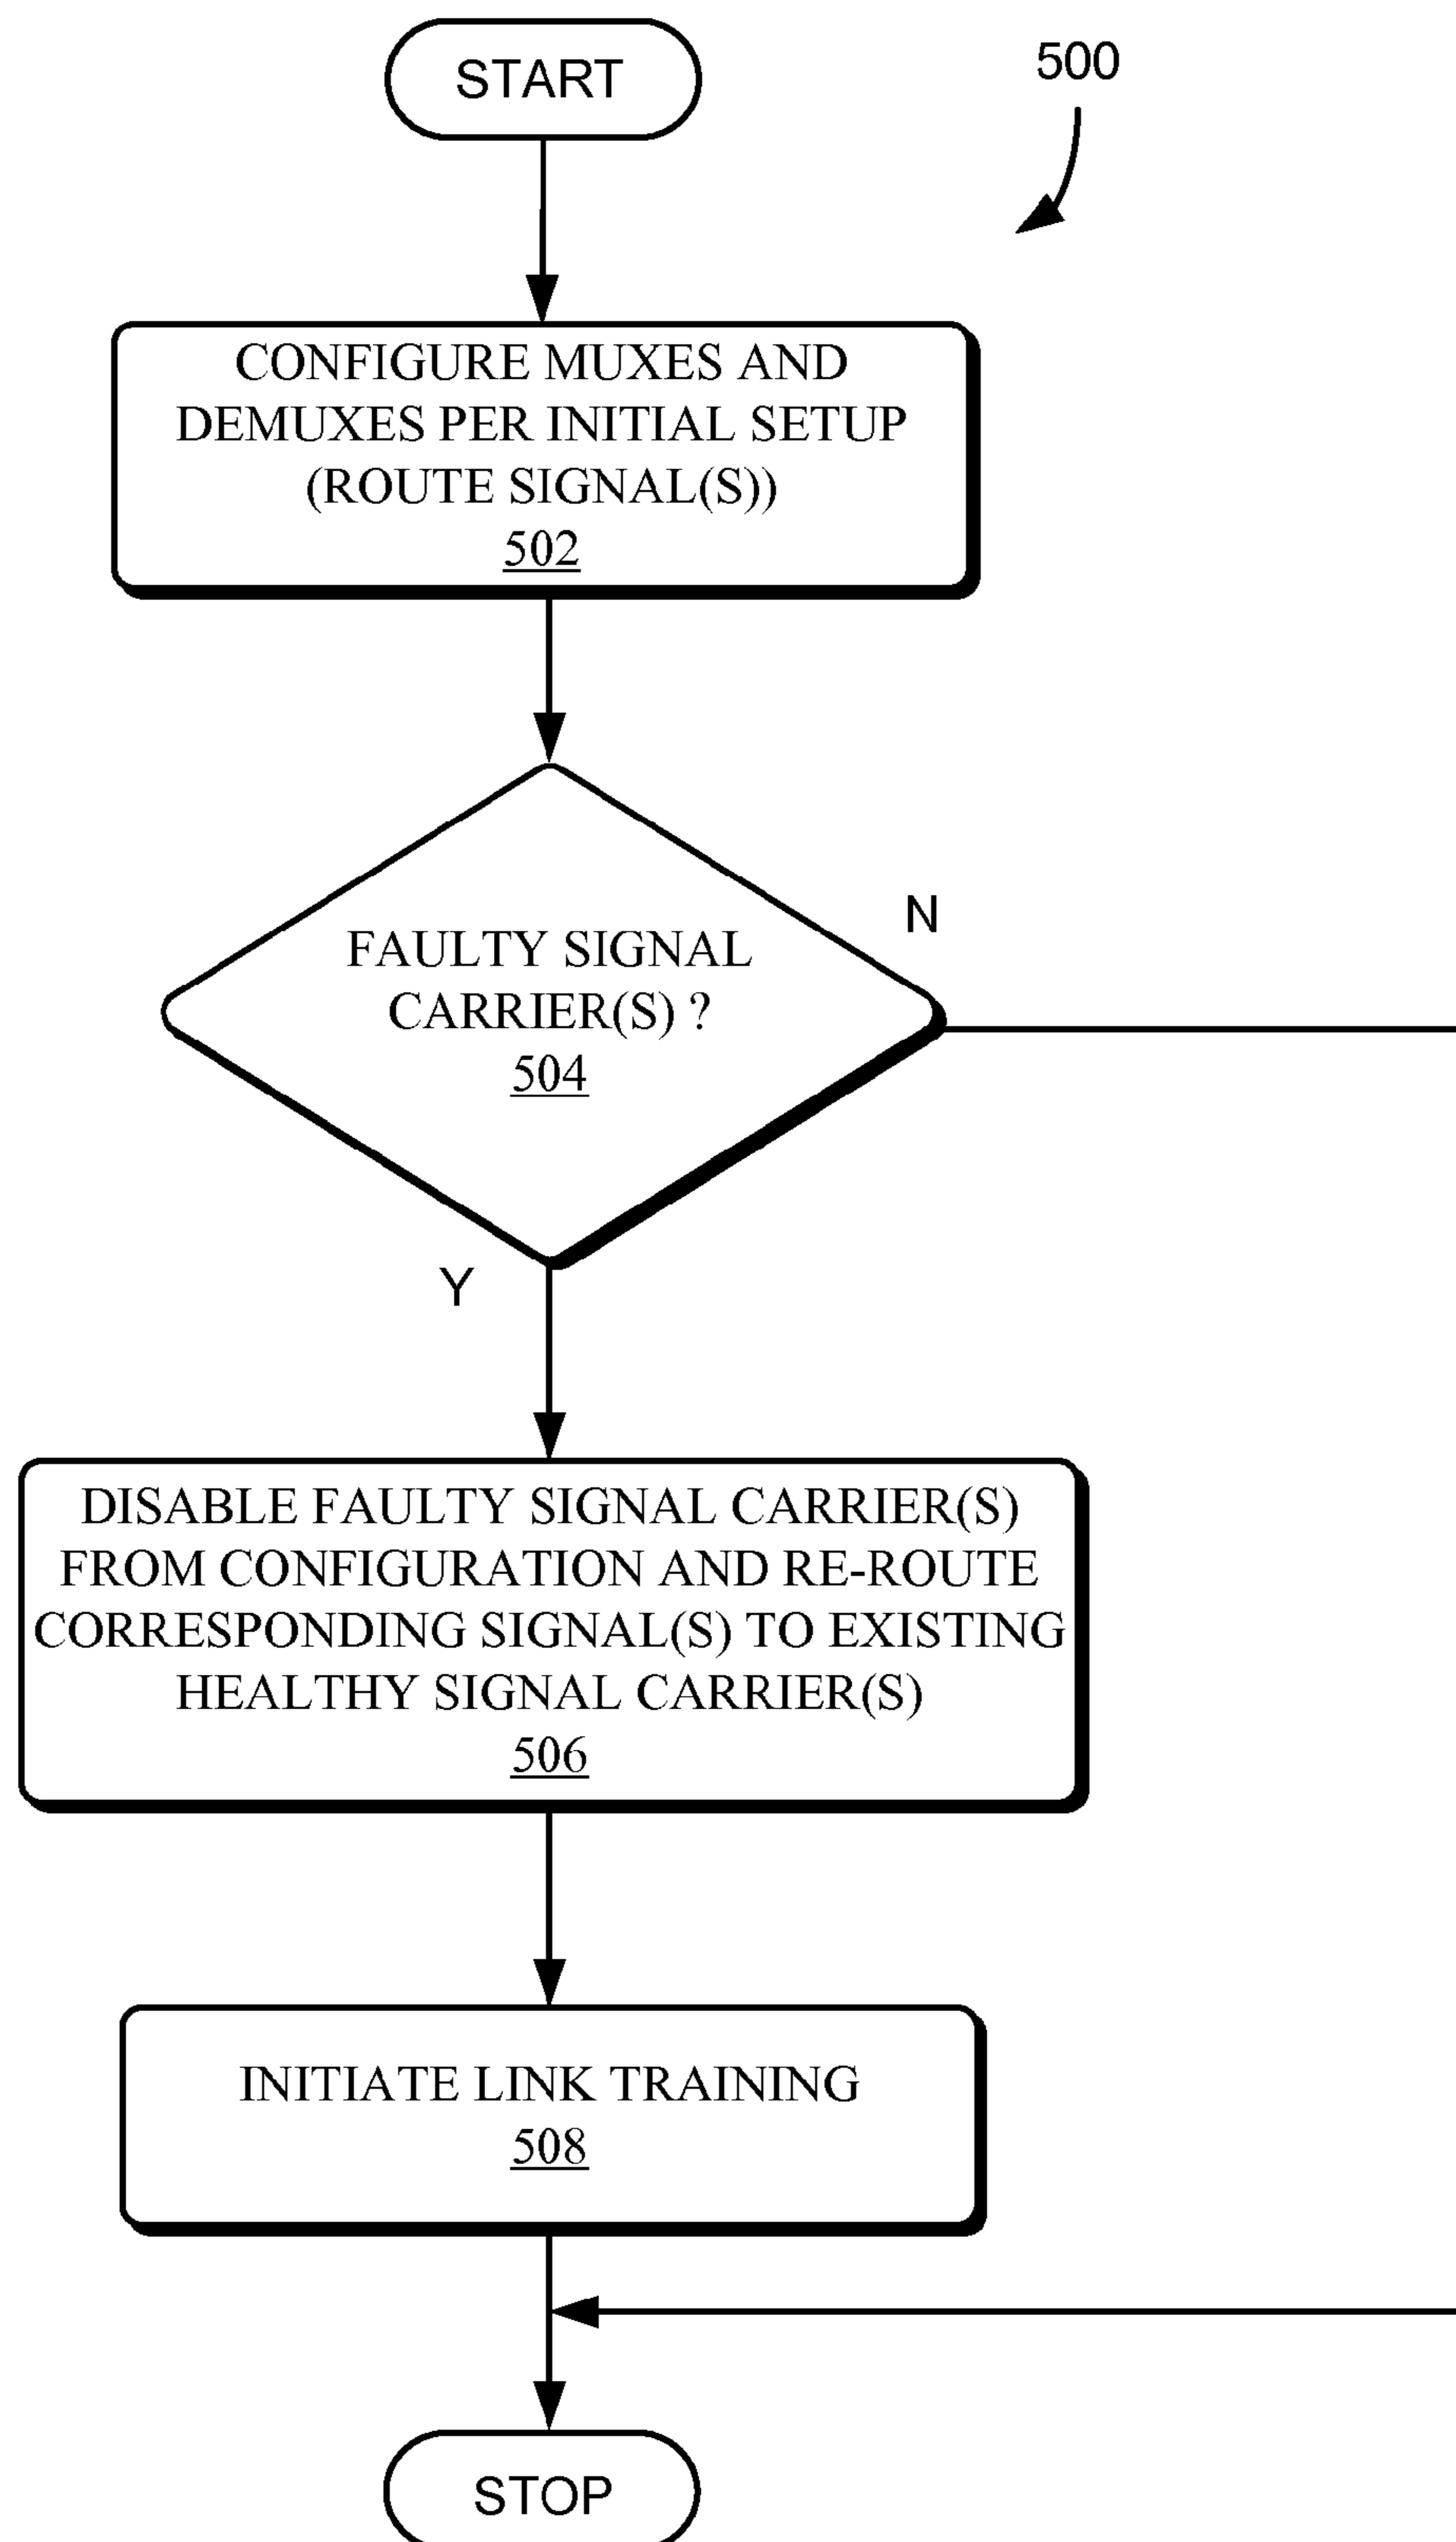 START
500
CONFIGURE MUXES AND
DEMUXES PER INITIAL SETUP
(ROUTE SIGNAL(S))
502
N
FAULTY SIGNAL
CARRIER(S) ?
504
Y
DISABLE FAULTY SIGNAL CARRIER(S)
FROM CONFIGURATION AND RE-ROUTE
CORRESPONDING SIGNAL(S) TO EXISTING
HEALTHY SIGNAL CARRIER(S)
506
INITIATE LINK TRAINING
508
STOP